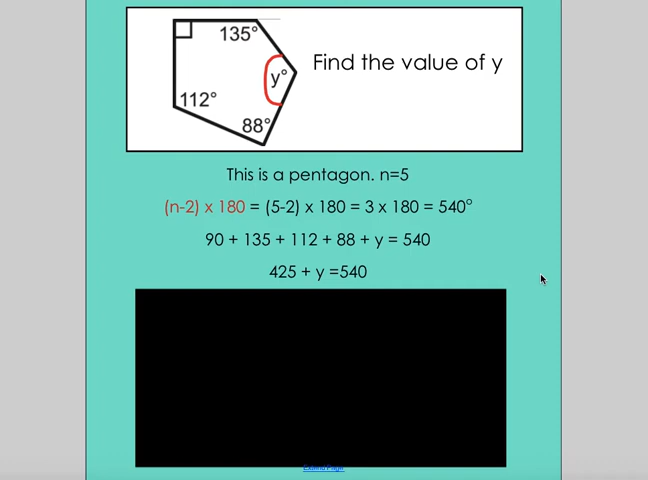 135°
Find the value of y
y°
112°
88°
This is a pentagon. n=5
(n-2) x 180 = (5-2) x 180 = 3 x 180 = 540°
90 + 135 + 112 + 88 + y = 540
425 + y =540